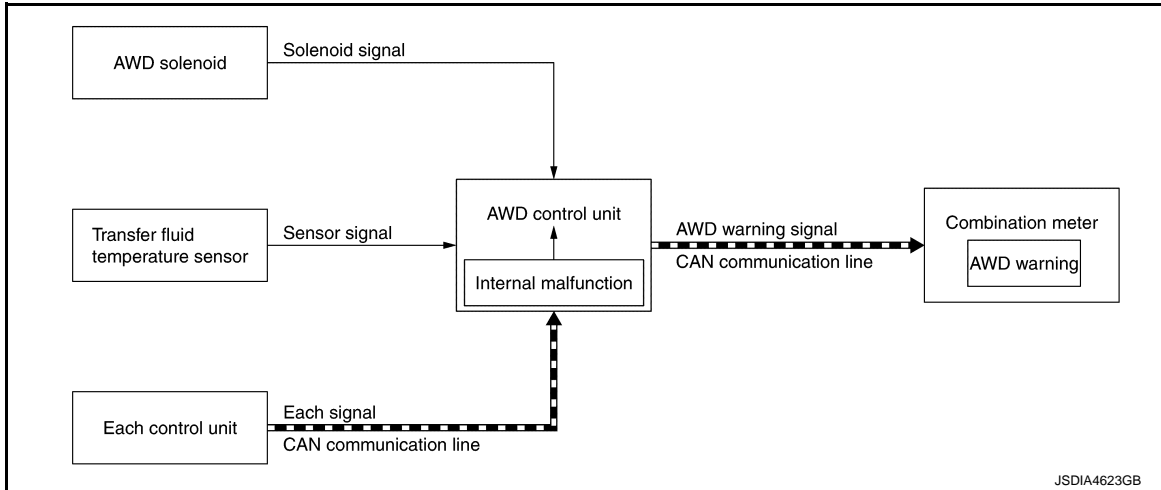 AWD solenoid
Solenoid signal
Transfer fluid
temperature sensor
Sensor signal
AWD control unit
Internal malfunction
AWD warning signal
CAN communication line
Combination meter
AWD warning
Each control unit
Each signal
CAN communication line
JSDIA4623GB